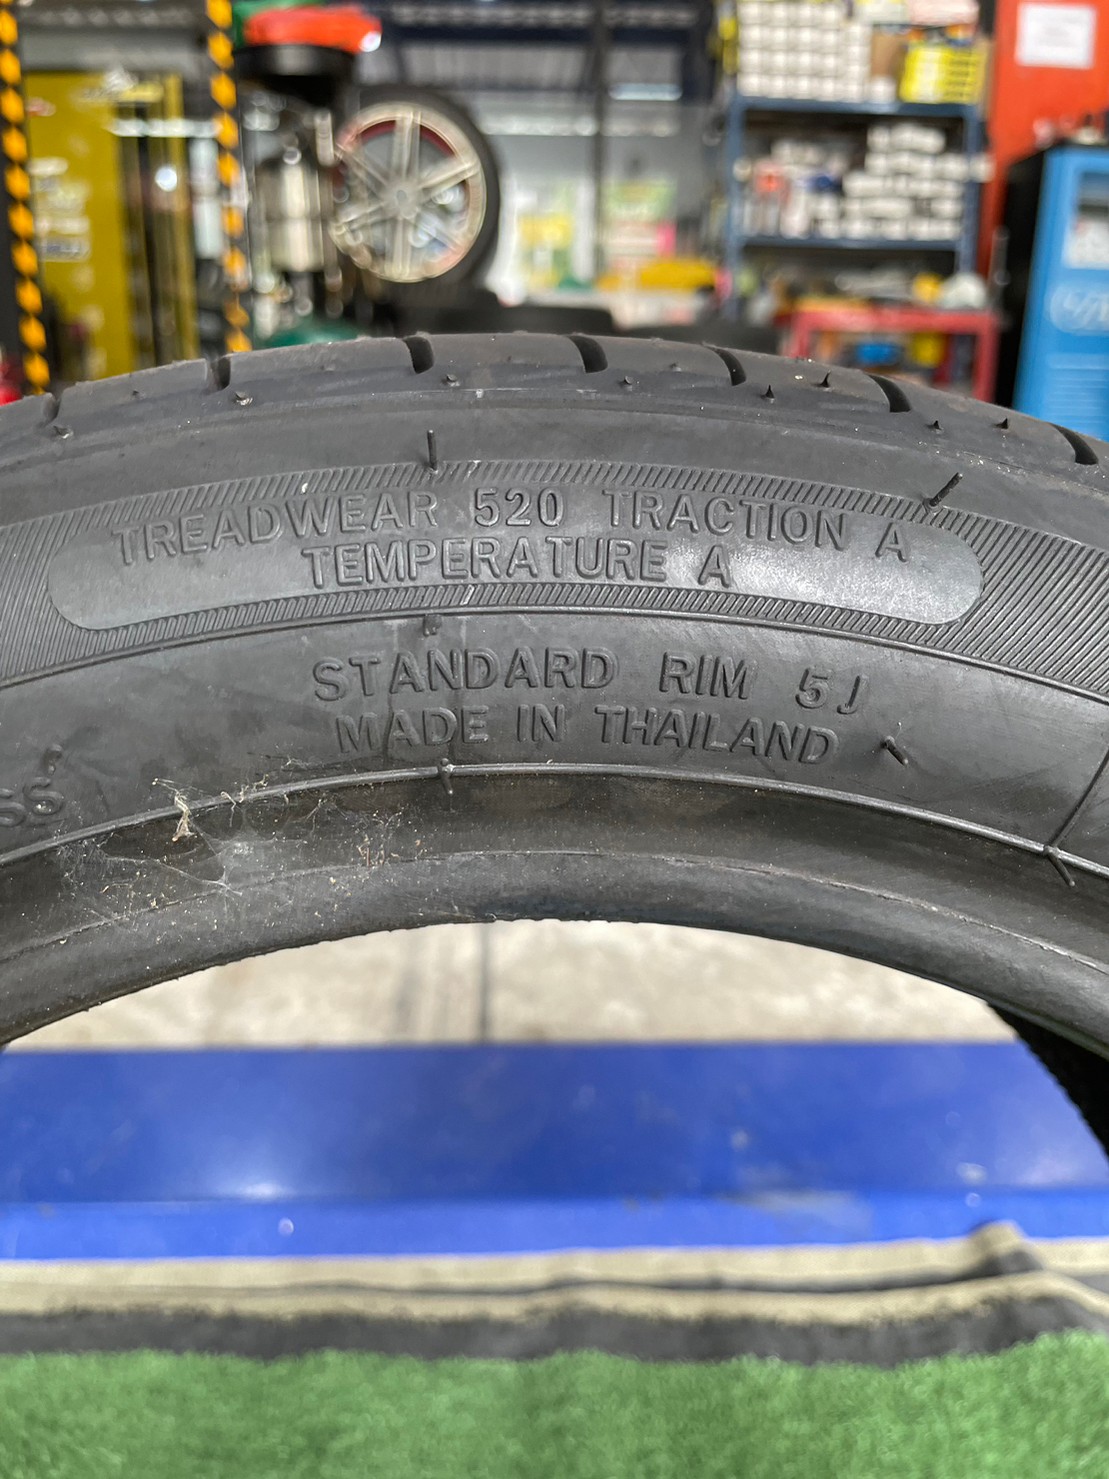 TREADWEAR 520 TRACTION A
TEMPERATURE A
STANDARD RIM 5J
MADE IN THAILAND